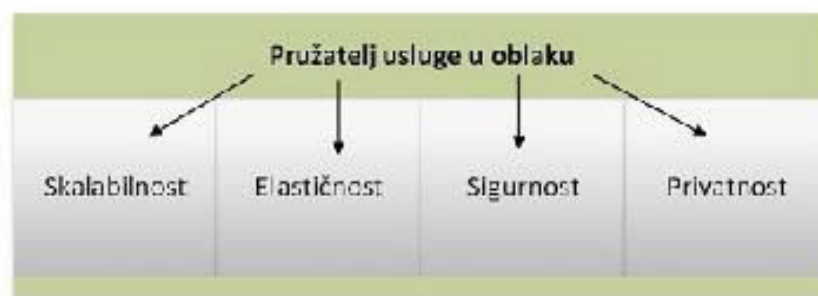 Pružatelj usluge u oblaku
Skalabilnost Elastičnost Sigurnost Privatnost